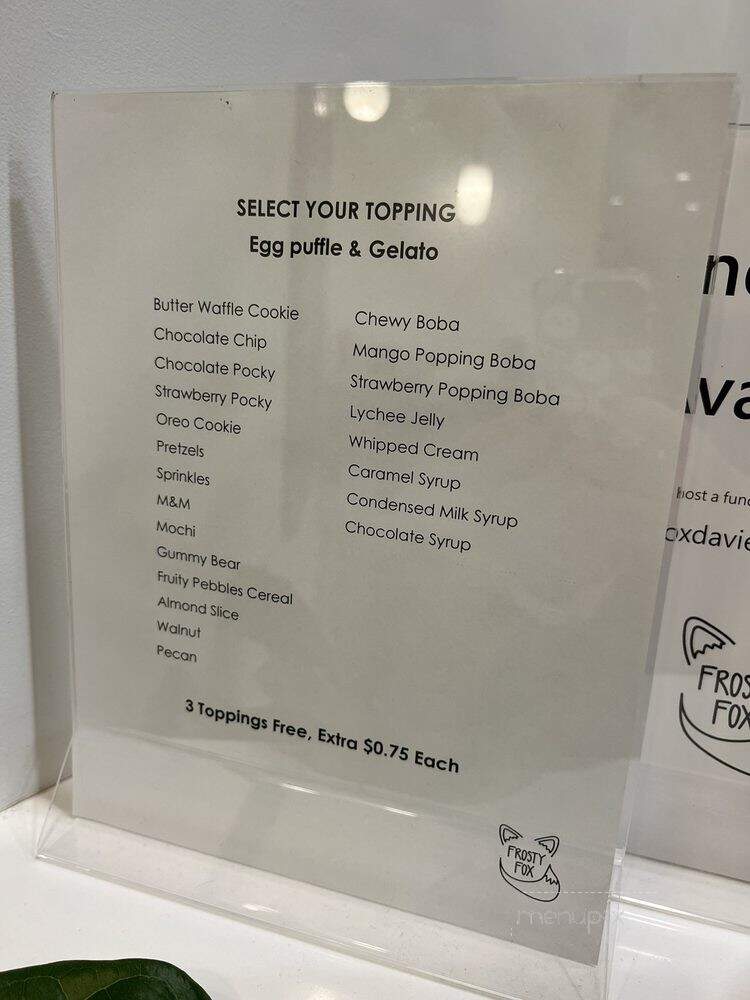 SELECT YOUR TOPPING
Egg puffle & Gelato
Butter Waffle Cookie
Chocolate Chip
Chocolate Pocky
Strawberry Pocky
Oreo Cookie
Pretzels
Sprinkles
M&M
Mochi
Gummy Bear
Fruity Pebbles Cereal
Almond Slice
Walnut
Pecan
Chewy Boba
Mango Popping Boba
Strawberry Popping Boba
Lychee Jelly
Whipped Cream
Caramel Syrup
Condensed Milk Syrup
Chocolate Syrup
3 Toppings Free, Extra $0.75 Each
FROSTY
FOX
host a fun
oxdavie
FROS
FOX